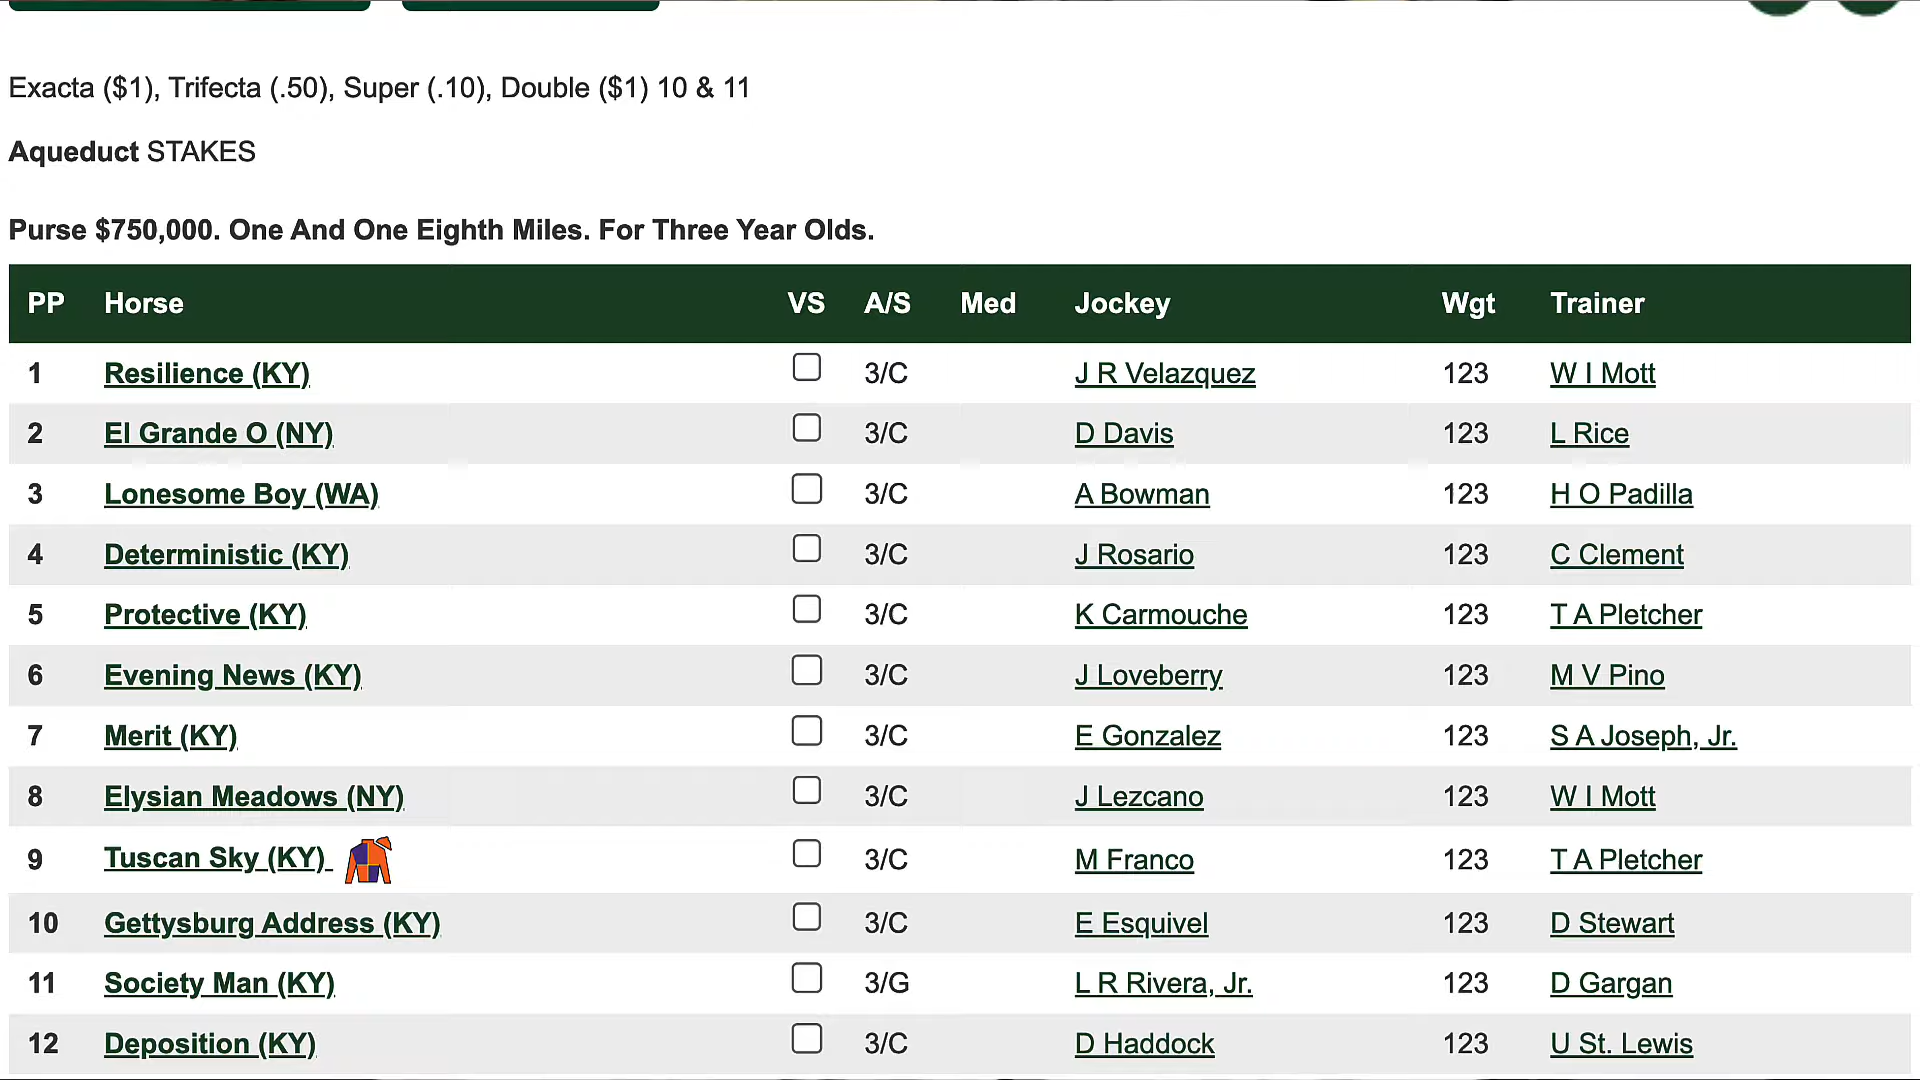 Exacta ($1), Trifecta (.50), Super (.10), Double ($1) 10 & 11
Aqueduct STAKES
Purse $750,000. One And One Eighth Miles. For Three Year Olds.
PP Horse VS A/S Med Jockey Wgt Trainer
1 Resilience (KY) 3/C J R Velazquez 123 W I Mott
2 El Grande O (NY) 3/C D Davis 123 L Rice
3 Lonesome Boy (WA) 3/C A Bowman 123 H O Padilla
4 Deterministic (KY) 3/C J Rosario 123 C Clement
5 Protective (KY) 3/C K Carmouche 123 T A Pletcher
6 Evening News (KY) 3/C J Loveberry 123 M V Pino
7 Merit (KY) 3/C E Gonzalez 123 S A Joseph, Jr.
8 Elysian Meadows (NY) 3/C J Lezcano 123 W I Mott
9 Tuscan Sky (KY) 3/C M Franco 123 T A Pletcher
10 Gettysburg Address (KY) 3/C E Esquivel 123 D Stewart
11 Society Man (KY) 3/G L R Rivera, Jr. 123 D Gargan
12 Deposition (KY) 3/C D Haddock 123 U St. Lewis